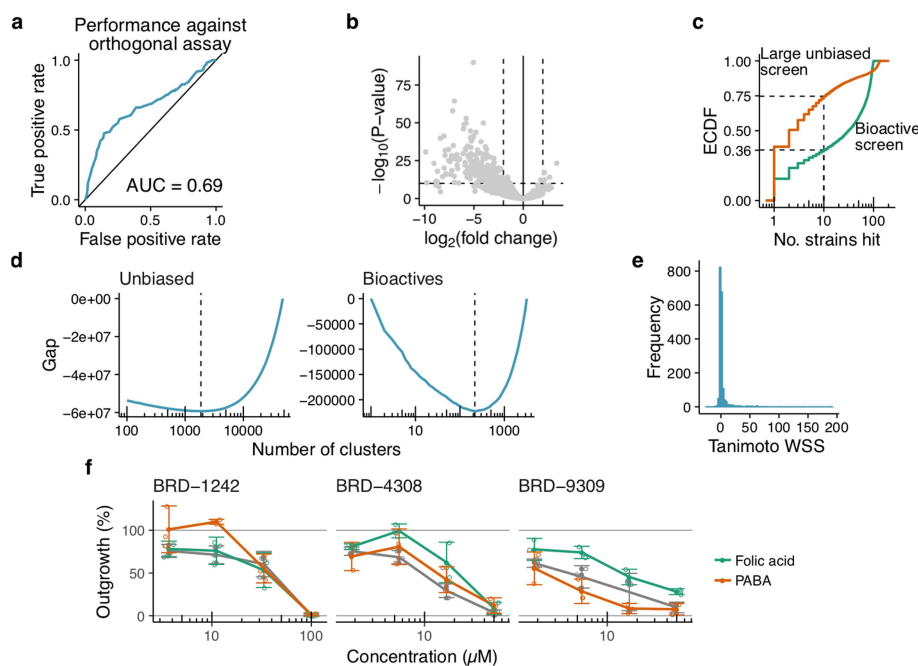 a
Performance against
orthogonal assay
1.0
0.5
0.0
True positive rate
AUC = 0.69
0.0 0.5 1.0
False positive rate
b
75
50
25
0
−log10(P−value)
−10 −5 0
log2(fold change)
c
Large unbiased
screen
1.00
0.75
0.50
0.36
0.00
ECDF
Bioactive
screen
1 10 100
No. strains hit
d
Unbiased
0e+00
−2e+07
−4e+07
−6e+07
Gap
100 1000 10000
Bioactives
0
−50000
−100000
−150000
−200000
10 1000
Number of clusters
e
800
600
400
200
0
Frequency
0 50 100 150 200
Tanimoto WSS
f
BRD−1242 BRD−4308 BRD−9309
100
50
0
Outgrowth (%)
10 100 10 10
Concentration (µM)
Folic acid
PABA